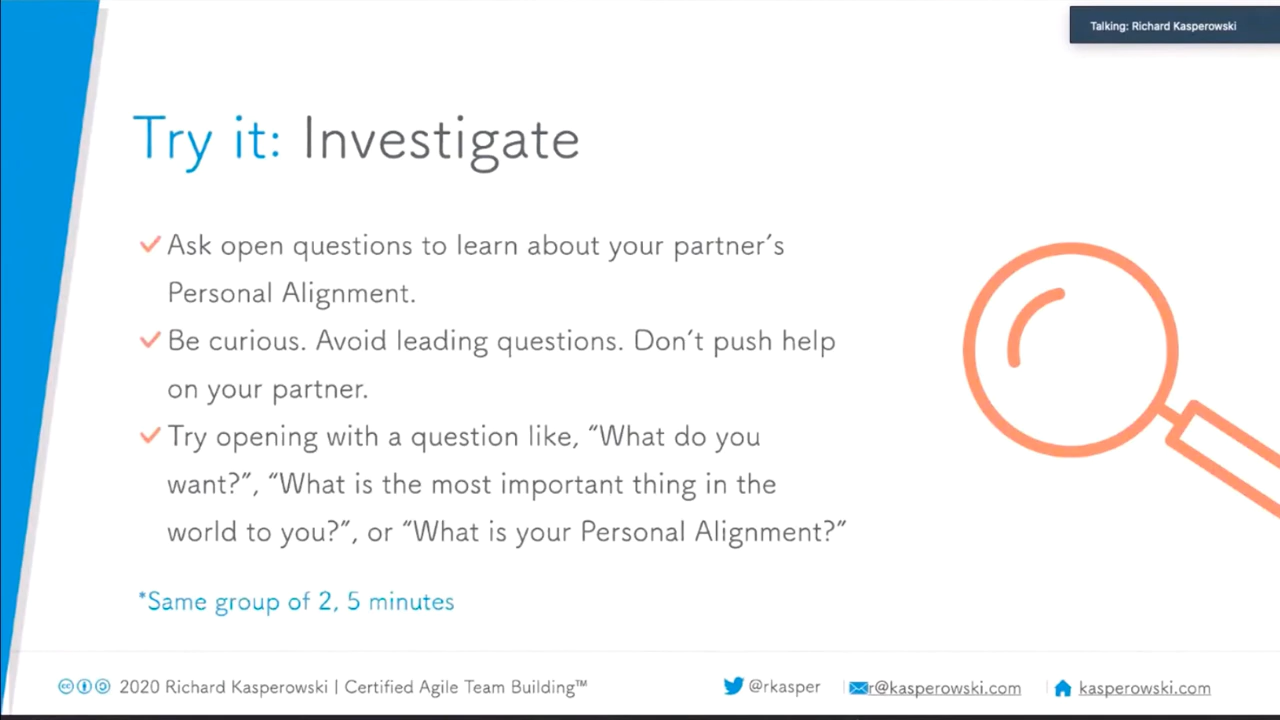 Talking: Richard Kasperowski
Try it: Investigate
Ask open questions to learn about your partner’s
Personal Alignment.
Be curious. Avoid leading questions. Don’t push help
on your partner.
Try opening with a question like, “What do you
want?”, “What is the most important thing in the
world to you?”, or “What is your Personal Alignment?”
*Same group of 2, 5 minutes
2020 Richard Kasperowski | Certified Agile Team Building™
@rkasper
r@kasperowski.com
kasperowski.com